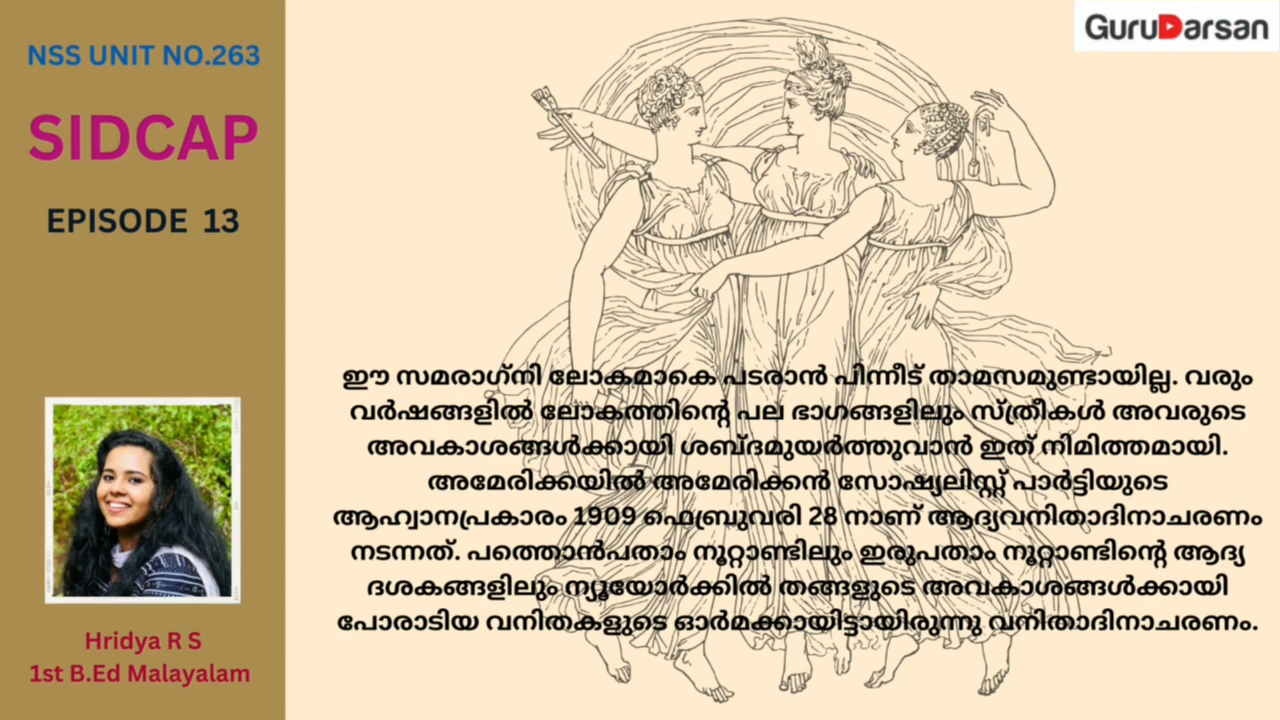 NSS UNIT NO.263
SIDCAP
EPISODE 13
Hridya R S
1st B.Ed Malayalam
GuruDarsan
ഈ സമരാഗ്നി ലോകമാകെ പടരാൻ പിന്നീട് താമസമുണ്ടായില്ല. വരും
വർഷങ്ങളിൽ ലോകത്തിന്റെ പല ഭാഗങ്ങളിലും സ്ത്രീകൾ അവരുടെ
അവകാശങ്ങൾക്കായി ശബ്ദമുയർത്തുവാൻ ഇത് നിമിത്തമായി.
അമേരിക്കയിൽ അമേരിക്കൻ സോഷ്യലിസ്റ്റ് പാർട്ടിയുടെ
ആഹ്വാനപ്രകാരം 1909 ഫെബ്രുവരി 28 നാണ് ആദ്യവനിതാദിനാചരണം
നടന്നത്. പത്തൊൻപതാം നൂറ്റാണ്ടിലും ഇരുപതാം നൂറ്റാണ്ടിന്റെ ആദ്യ
ദശകങ്ങളിലും ന്യൂയോർക്കിൽ തങ്ങളുടെ അവകാശങ്ങൾക്കായി
പോരാടിയ വനിതകളുടെ ഓർമക്കായിട്ടായിരുന്നു വനിതാദിനാചരണം.